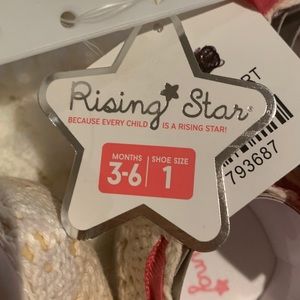 Rising Star
BECAUSE EVERY CHILD IS A RISING STAR!
MONTHS
3-6
SHOE SIZE
1
793687